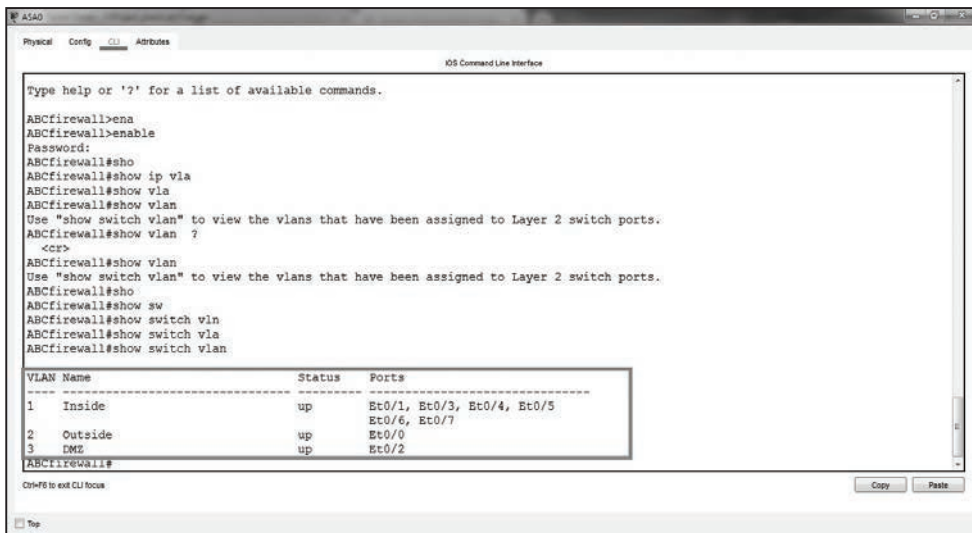 ASA0
Physical Config CLI Attributes
IOS Command Line Interface
Type help or '?' for a list of available commands.
ABCfirewall>ena
ABCfirewall>enable
Password:
ABCfirewall#sho
ABCfirewall#show ip vla
ABCfirewall#show vla
ABCfirewall#show vlan
Use "show switch vlan" to view the vlans that have been assigned to Layer 2 switch ports.
ABCfirewall#show vlan ?
<cr>
ABCfirewall#show vlan
Use "show switch vlan" to view the vlans that have been assigned to Layer 2 switch ports.
ABCfirewall#sho
ABCfirewall#show sw
ABCfirewall#show switch vln
ABCfirewall#show switch vla
ABCfirewall#show switch vlan
VLAN Name Status Ports
---- -------------------------------- --------- -------------------------------
1 Inside up Et0/1, Et0/3, Et0/4, Et0/5
Et0/6, Et0/7
2 Outside up Et0/0
3 DMZ up Et0/2
ABCfirewall#
Ctrl+F6 to exit CLI focus
Copy Paste
Top